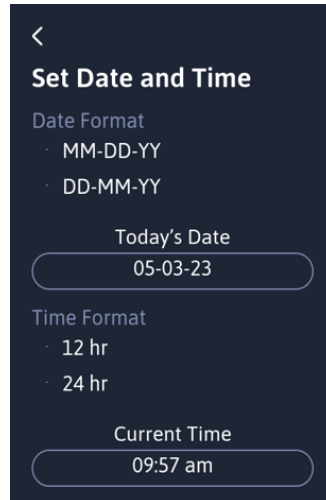 Set Date and Time
Date Format
MM-DD-YY
DD-MM-YY
Today's Date
05-03-23
Time Format
12 hr
24 hr
Current Time
09:57 am